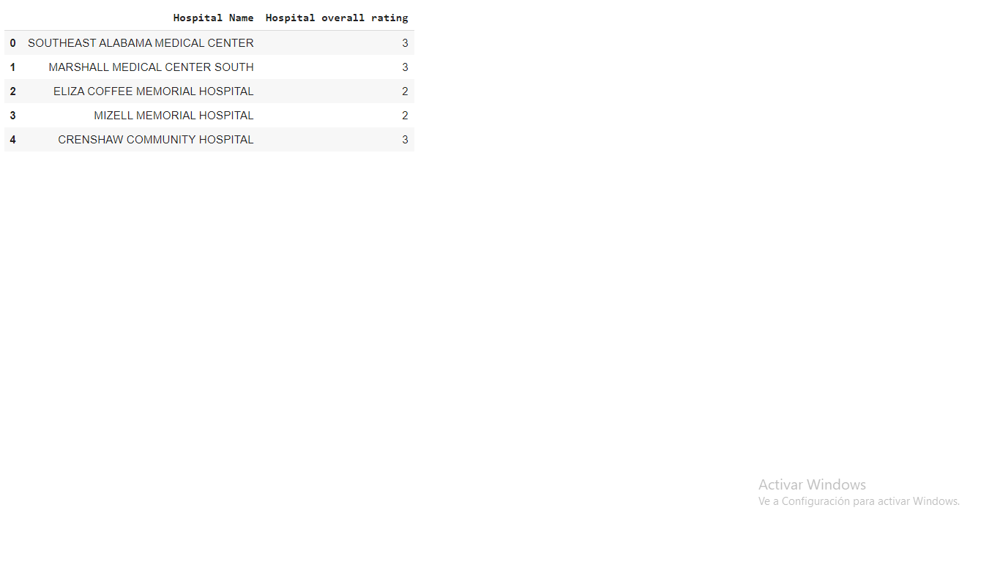 Hospital Name Hospital overall rating
0 SOUTHEAST ALABAMA MEDICAL CENTER 3
1 MARSHALL MEDICAL CENTER SOUTH 3
2 ELIZA COFFEE MEMORIAL HOSPITAL 2
3 MIZELL MEMORIAL HOSPITAL 2
4 CRENSHAW COMMUNITY HOSPITAL 3
Activar Windows
Ve a Configuración para activar Windows.